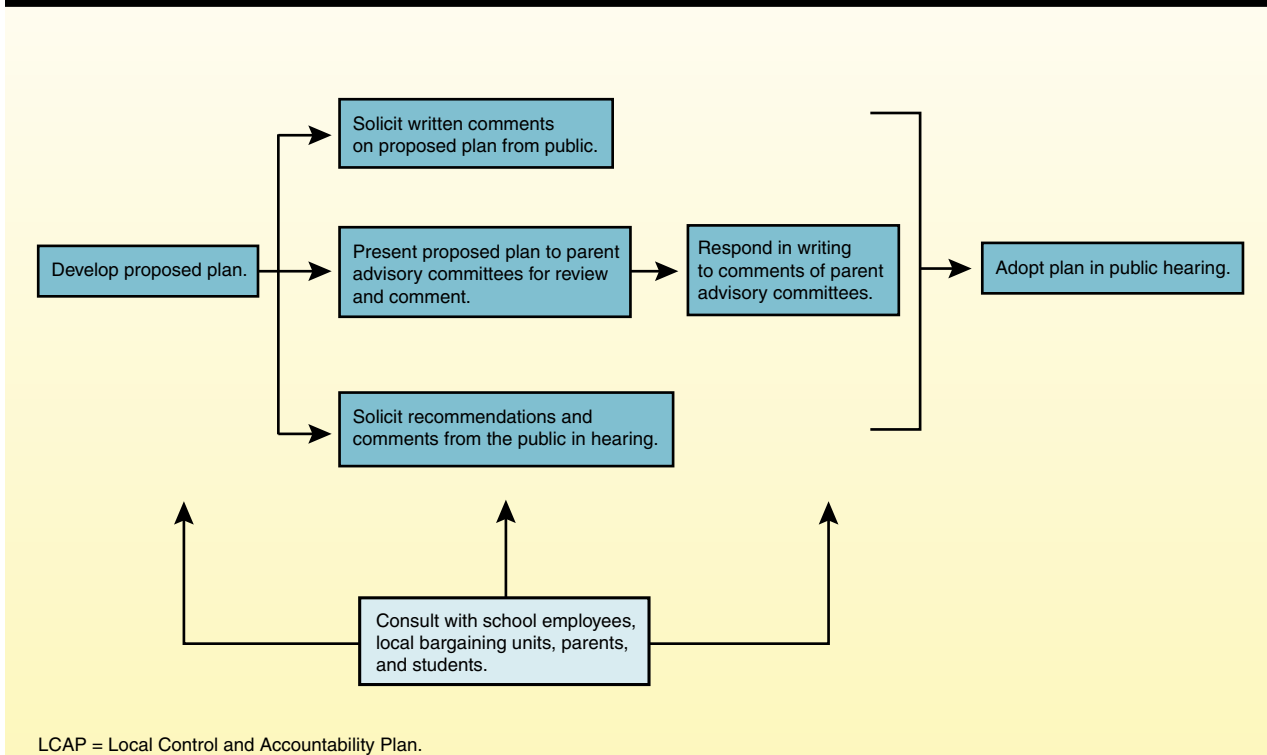 Solicit written comments
on proposed plan from public.
Develop proposed plan.
Present proposed plan to parent
advisory committees for review
and comment.
Respond in writing
to comments of parent
advisory committees.
Adopt plan in public hearing.
Solicit recommendations and
comments from the public in hearing.
Consult with school employees,
local bargaining units, parents,
and students.
LCAP = Local Control and Accountability Plan.